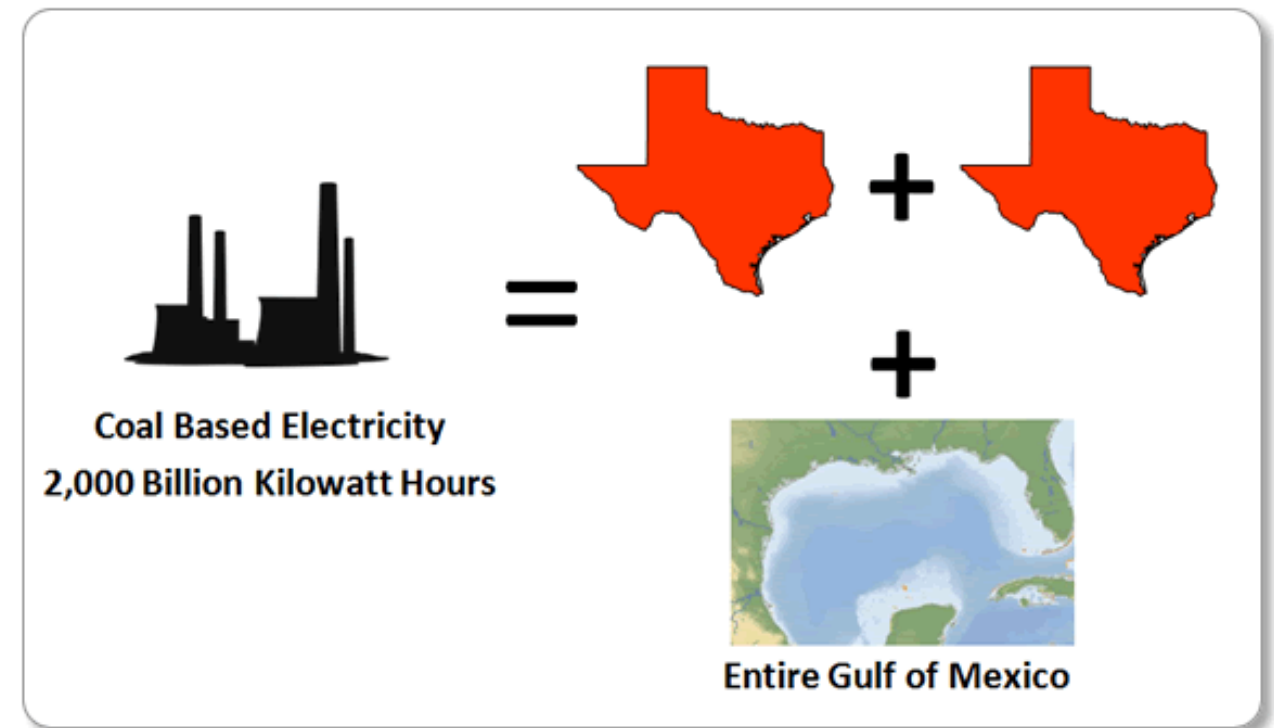 Coal Based Electricity
2,000 Billion Kilowatt Hours
=
+
+
Entire Gulf of Mexico